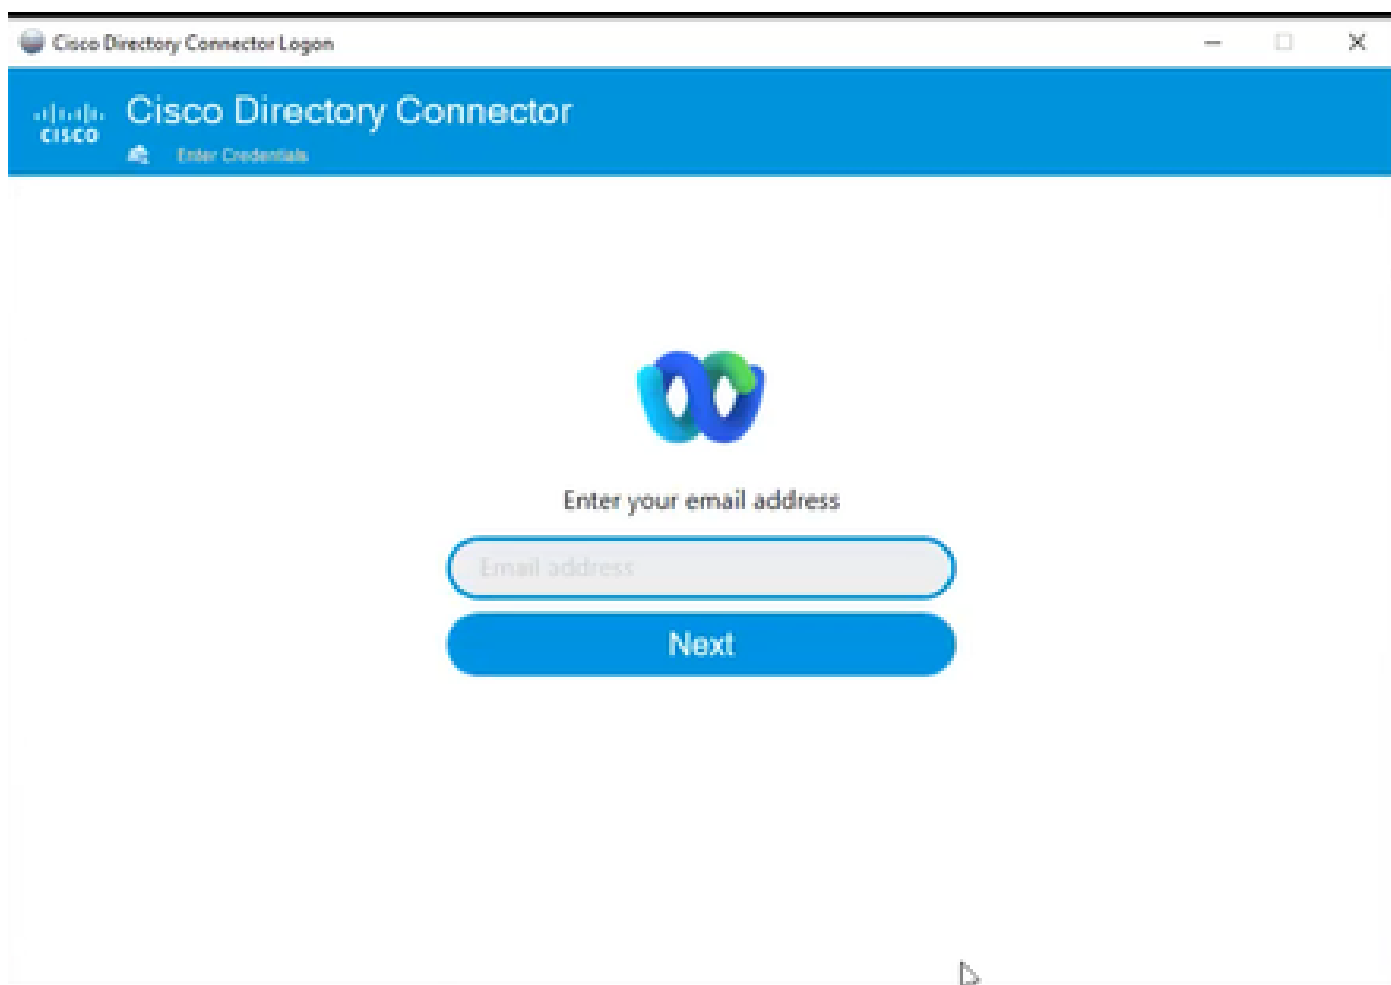 Cisco Directory Connector Logon
Cisco Directory Connector
CISCO
Enter Credentials
Enter your email address
Email address
Next